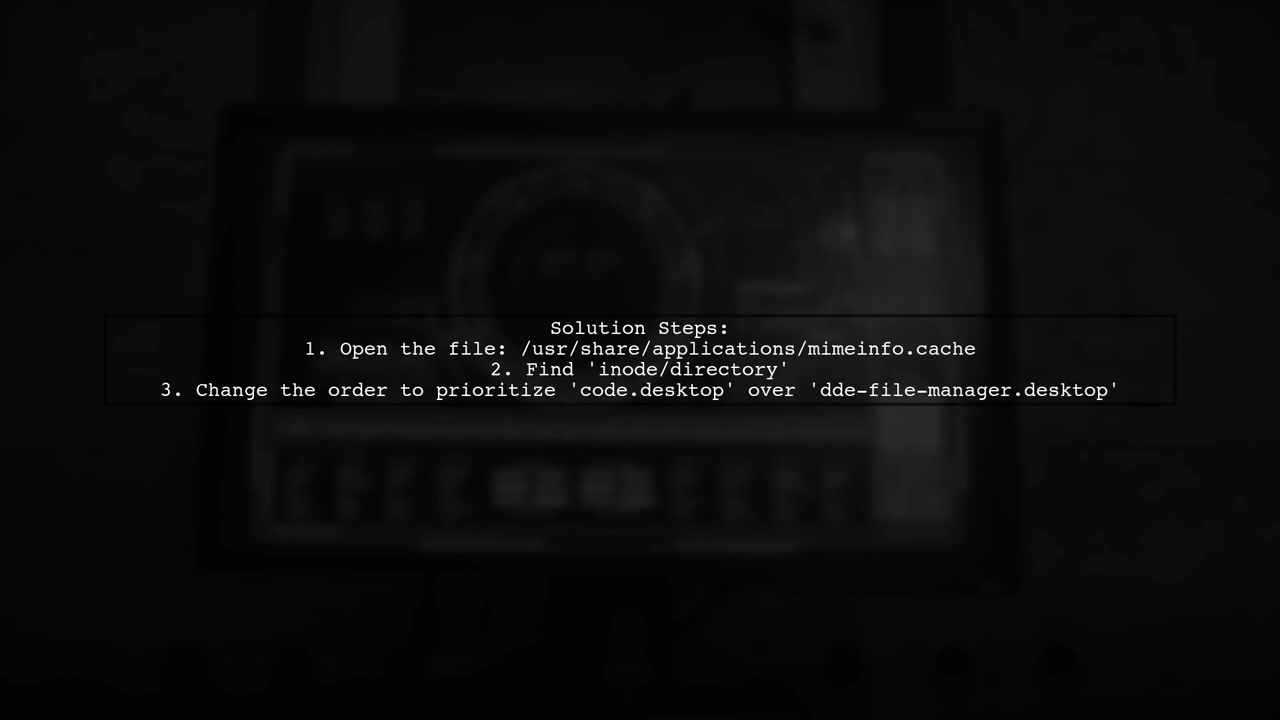 Solution Steps:
1. Open the file: /usr/share/applications/mimeinfo.cache
2. Find 'inode/directory'
3. Change the order to prioritize 'code.desktop' over 'dde-file-manager.desktop'